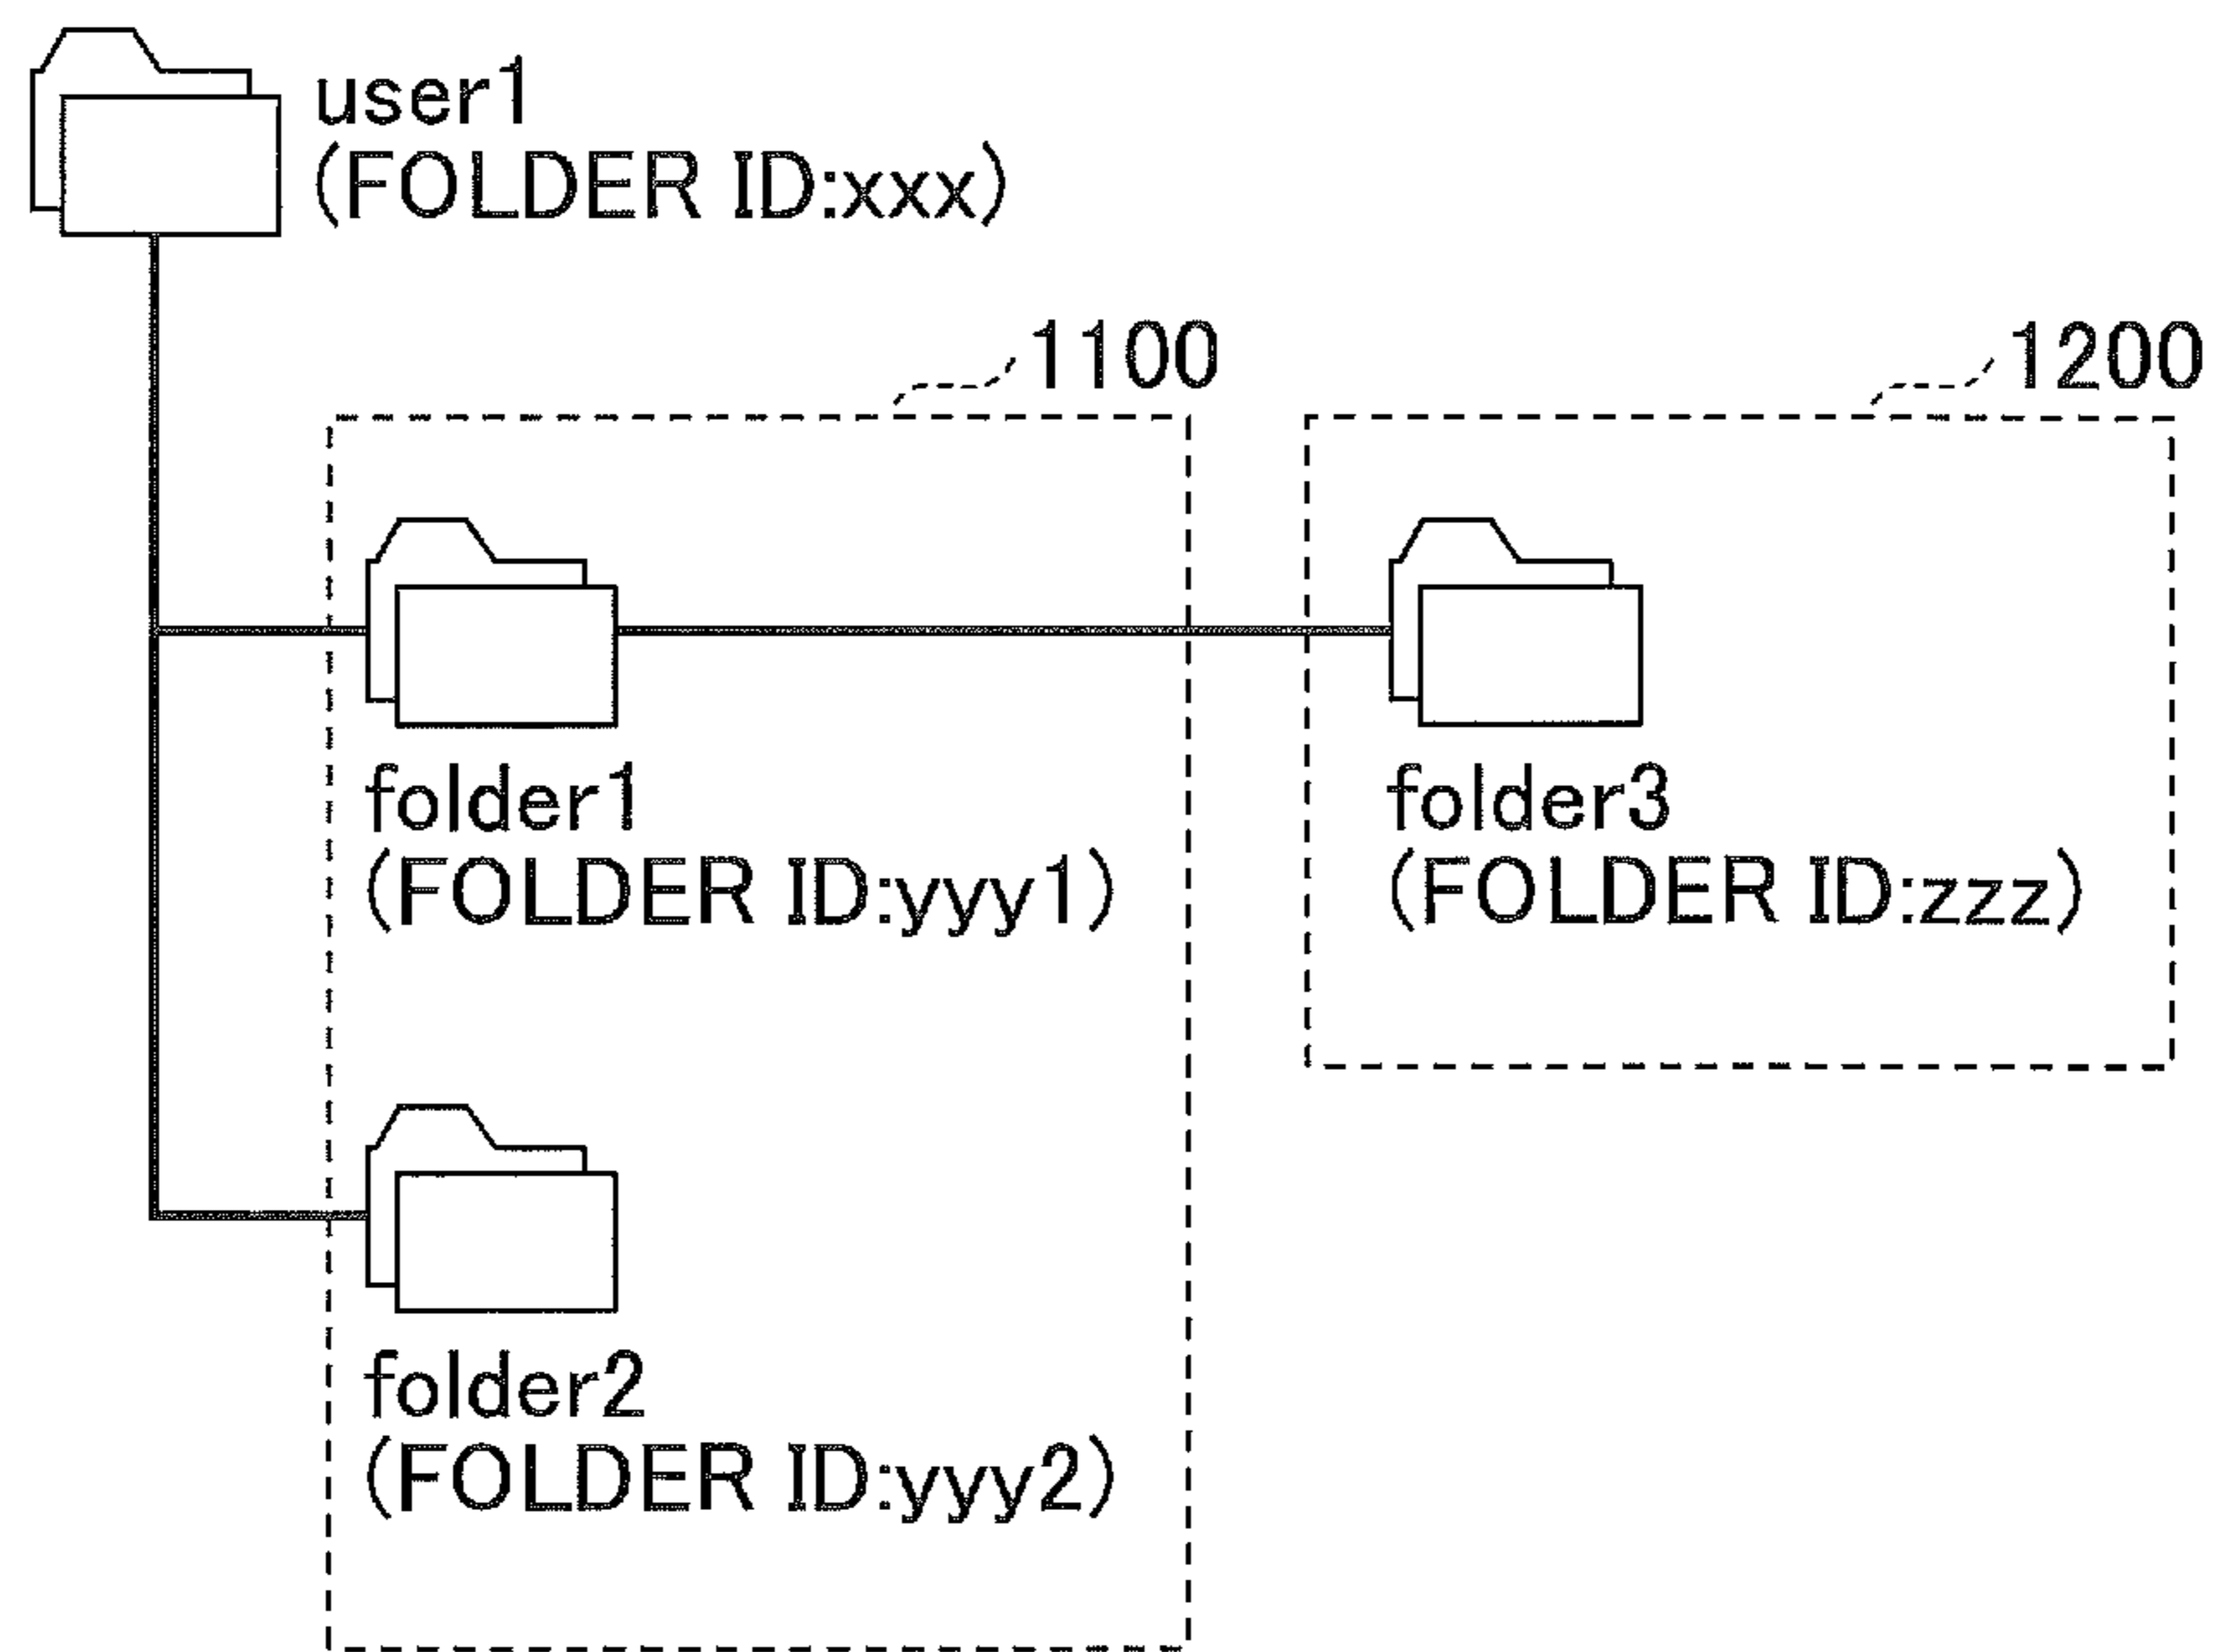 user1
(FOLDER ID:xxx)
1100
1200
folder1
(FOLDER ID:yyy1)
folder3
(FOLDER ID:zzz)
folder2
(FOLDER ID:yyy2)